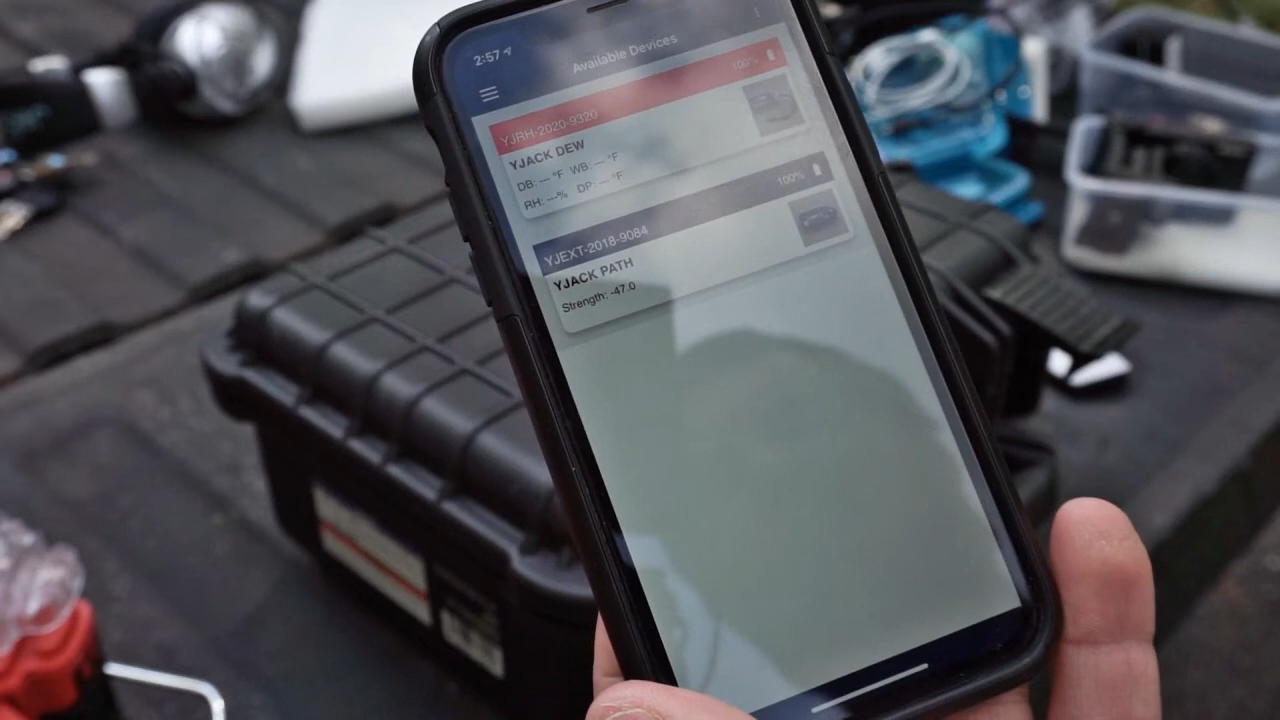 2:57
Available Devices
YJRH-2020-9320 100%
YJACK DEW
DB: --- °F WB: --- °F
RH: ---% DP: --- °F
YJEXT-2018-9084 100%
YJACK PATH
Strength: -47.0